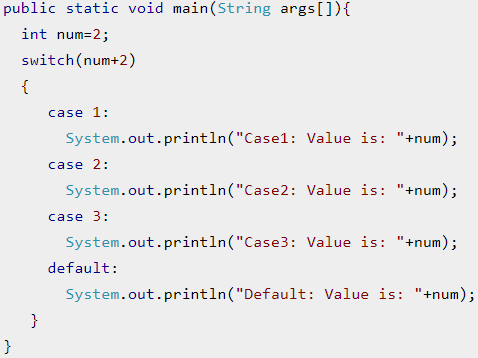 public static void main(String args[]){
int num=2;
switch(num+2)
{
case 1:
System.out.println("Case1: Value is: "+num);
case 2:
System.out.println("Case2: Value is: "+num);
case 3:
System.out.println("Case3: Value is: "+num);
default:
System.out.println("Default: Value is: "+num);
}
}